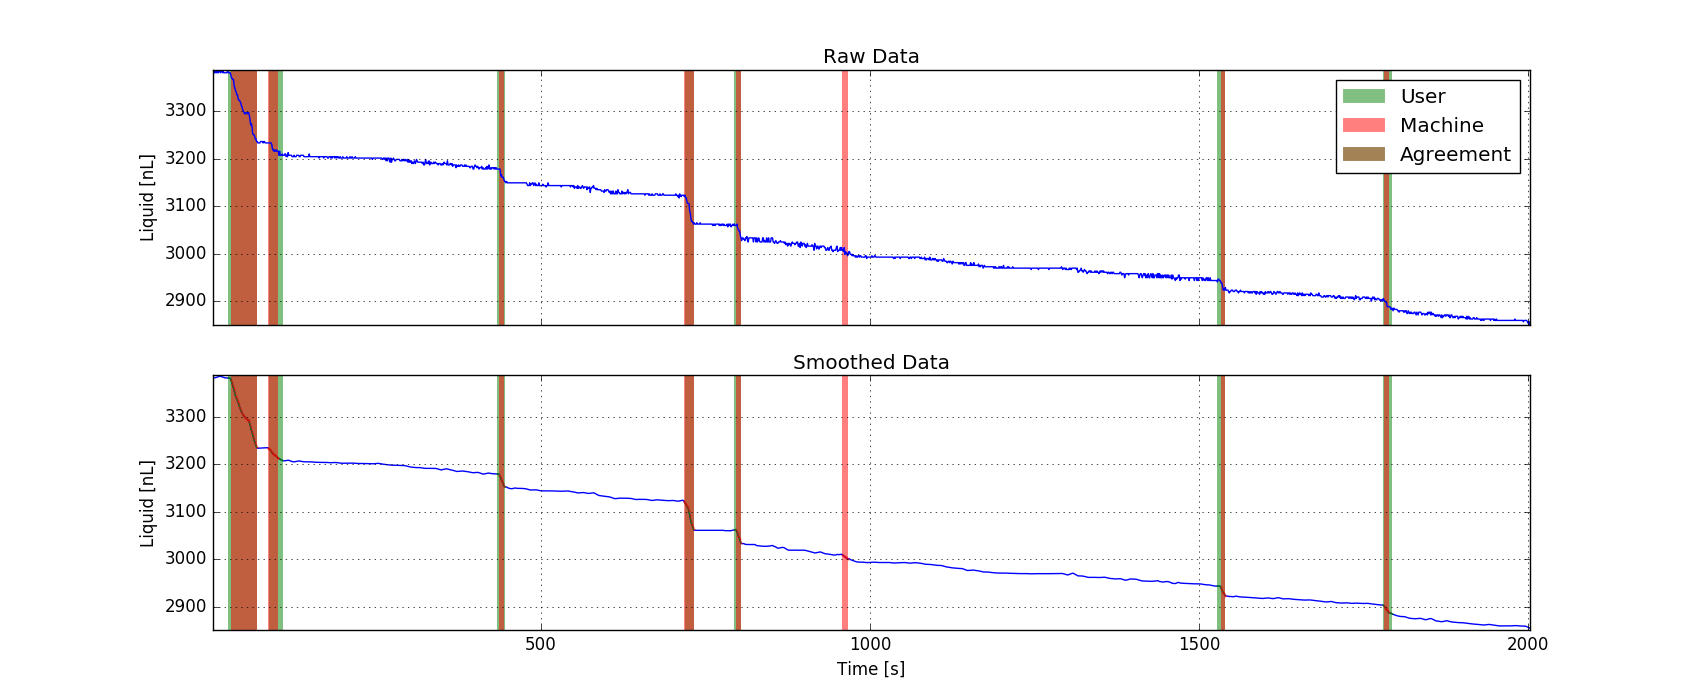 Raw Data
3300
3200
3100
3000
2900
Liquid [nL]
User
Machine
Agreement
Smoothed Data
3300
3200
3100
3000
2900
Liquid [nL]
500
1000
1500
2000
Time [s]